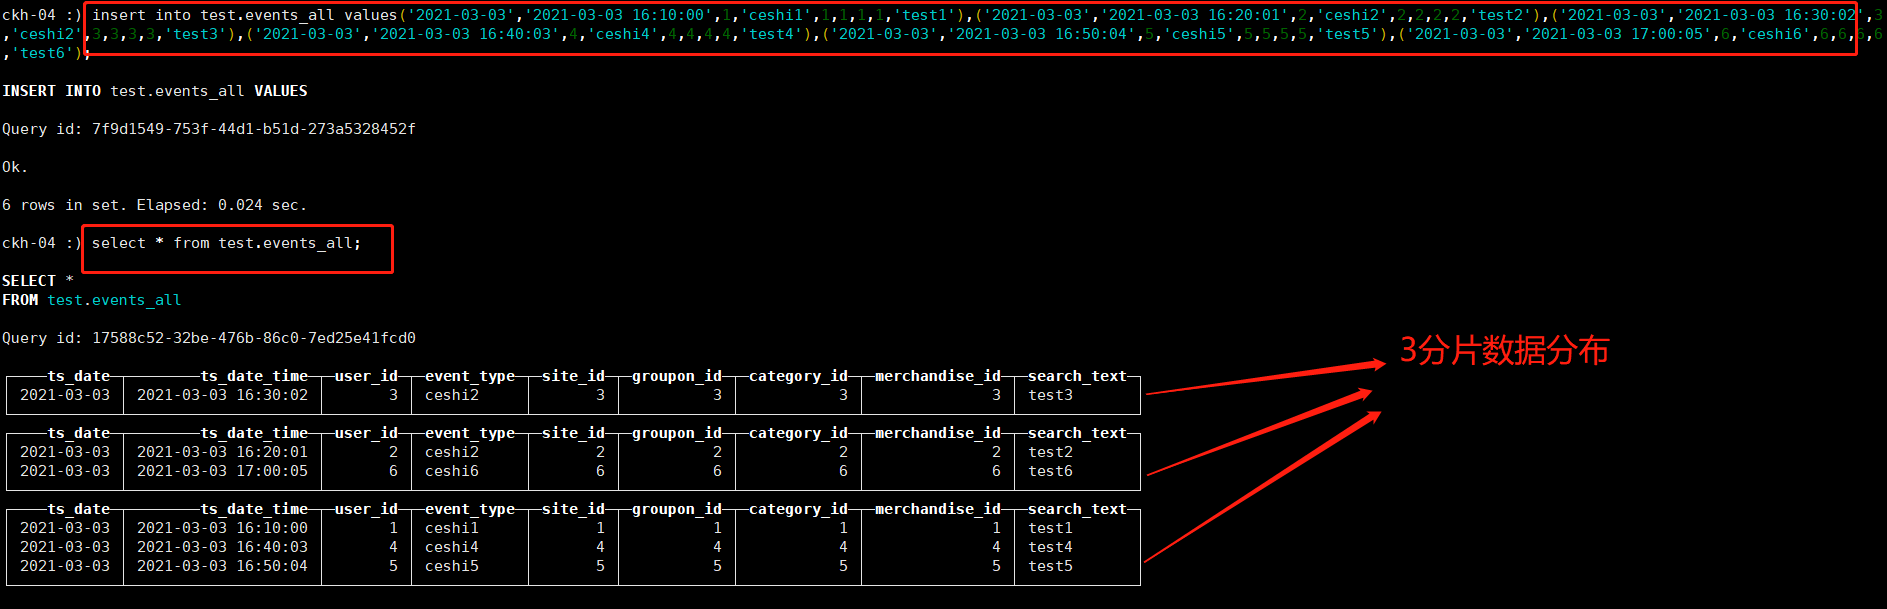 ckh-04 :) insert into test.events_all values('2021-03-03','2021-03-03 16:10:00',1,'ceshi1',1,1,1,1,'test1'),('2021-03-03','2021-03-03 16:20:01',2,'ceshi2',2,2,2,2,'test2'),('2021-03-03','2021-03-03 16:30:02',3
,'ceshi2',3,3,3,3,'test3'),('2021-03-03','2021-03-03 16:40:03',4,'ceshi4',4,4,4,4,'test4'),('2021-03-03','2021-03-03 16:50:04',5,'ceshi5',5,5,5,5,'test5'),('2021-03-03','2021-03-03 17:00:05',6,'ceshi6',6,6,6,6
,'test6');
INSERT INTO test.events_all VALUES
Query id: 7f9d1549-753f-44d1-b51d-273a5328452f
Ok.
6 rows in set. Elapsed: 0.024 sec.
ckh-04 :) select * from test.events_all;
SELECT *
FROM test.events_all
Query id: 17588c52-32be-476b-86c0-7ed25e41fcd0
3分片数据分布
ts_date ts_date_time user_id event_type site_id groupon_id category_id merchandise_id search_text
2021-03-03 2021-03-03 16:30:02 3 ceshi2 3 3 3 3 test3
ts_date ts_date_time user_id event_type site_id groupon_id category_id merchandise_id search_text
2021-03-03 2021-03-03 16:20:01 2 ceshi2 2 2 2 2 test2
2021-03-03 2021-03-03 17:00:05 6 ceshi6 6 6 6 6 test6
ts_date ts_date_time user_id event_type site_id groupon_id category_id merchandise_id search_text
2021-03-03 2021-03-03 16:10:00 1 ceshi1 1 1 1 1 test1
2021-03-03 2021-03-03 16:40:03 4 ceshi4 4 4 4 4 test4
2021-03-03 2021-03-03 16:50:04 5 ceshi5 5 5 5 5 test5